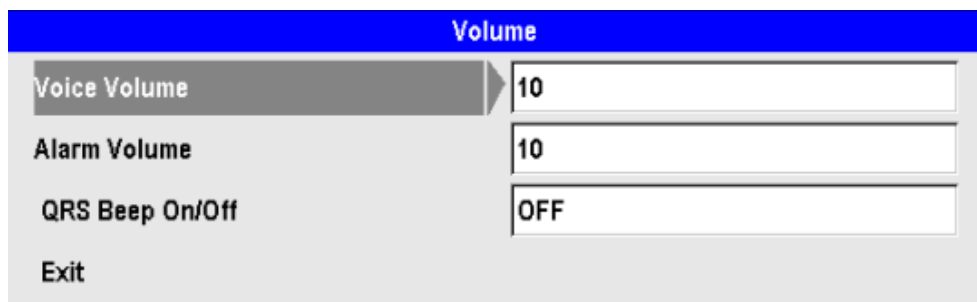 Volume
Voice Volume 10
Alarm Volume 10
QRS Beep On/Off OFF
Exit